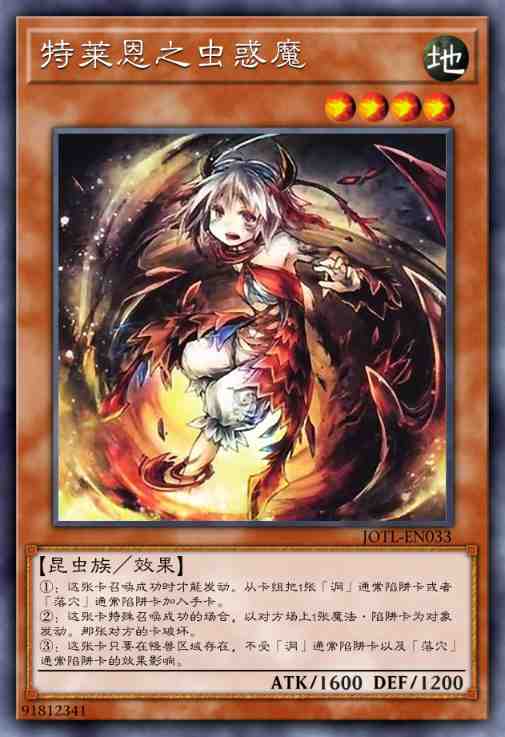 特莱恩之虫惑魔
地
JOTL-EN033
【昆虫族／效果】
①：这张卡召唤成功时才能发动。从卡组把1张「洞」通常陷阱卡或者
「落穴」通常陷阱卡加入手卡。
②：这张卡特殊召唤成功的场合，以对方场上1张魔法·陷阱卡为对象
发动。那张对方的卡破坏。
③：这张卡只要在怪兽区域存在，不受「洞」通常陷阱卡以及「落穴」
通常陷阱卡的效果影响。
ATK/1600 DEF/1200
91812341